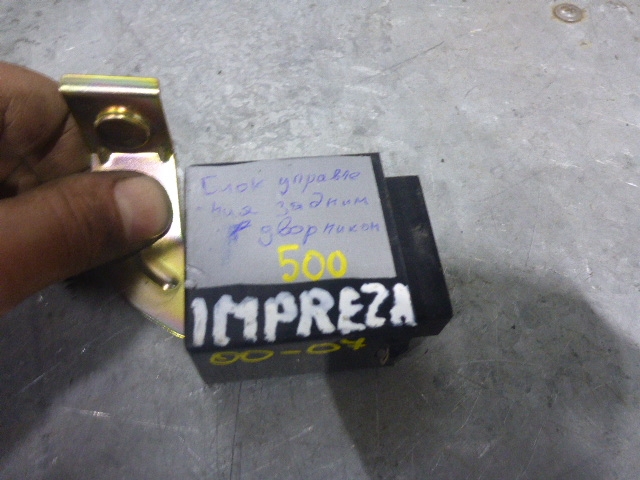 Блок управле
-ния задним
дворником
500
IMPREZA
00-07